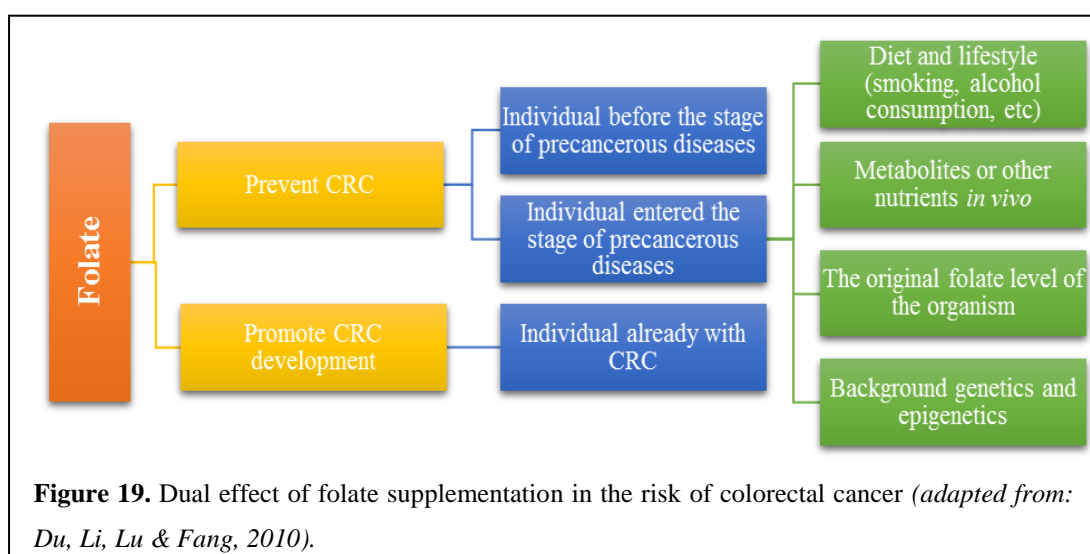 Folate
Prevent CRC
Promote CRC
development
Individual before the stage
of precancerous diseases
Individual entered the
stage of precancerous
diseases
Individual already with
CRC
Diet and lifestyle
(smoking, alcohol
consumption, etc)
Metabolites or other
nutrients in vivo
The original folate level of
the organism
Background genetics and
epigenetics
Figure 19. Dual effect of folate supplementation in the risk of colorectal cancer (adapted from:
Du, Li, Lu & Fang, 2010).